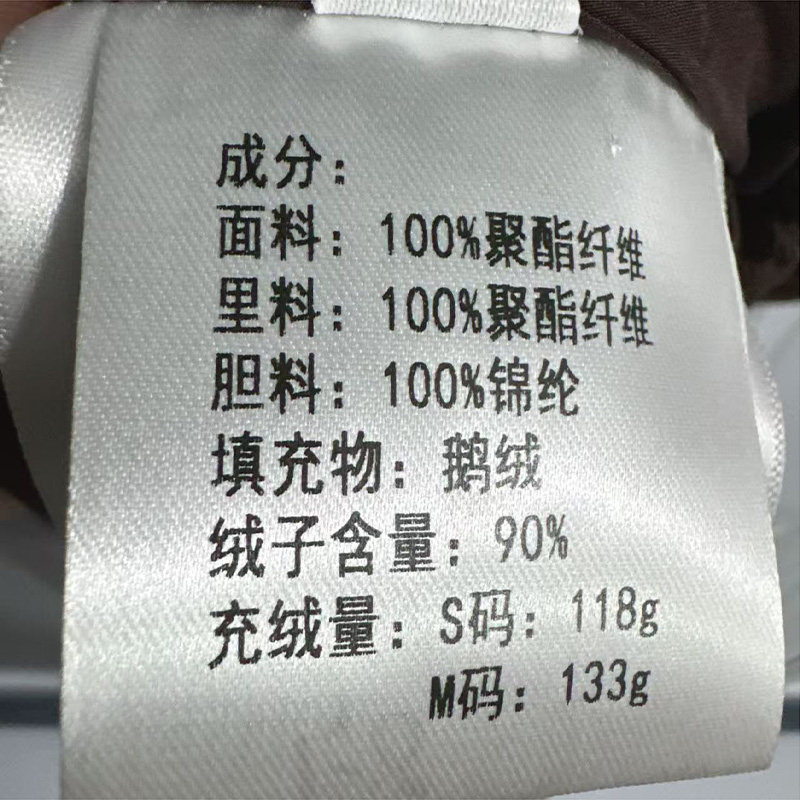 成分：
面料：100%聚酯纤维
里料：100%聚酯纤维
胆料：100%锦纶
填充物：鹅绒
绒子含量：90%
充绒量：S码：118g
M码：133g